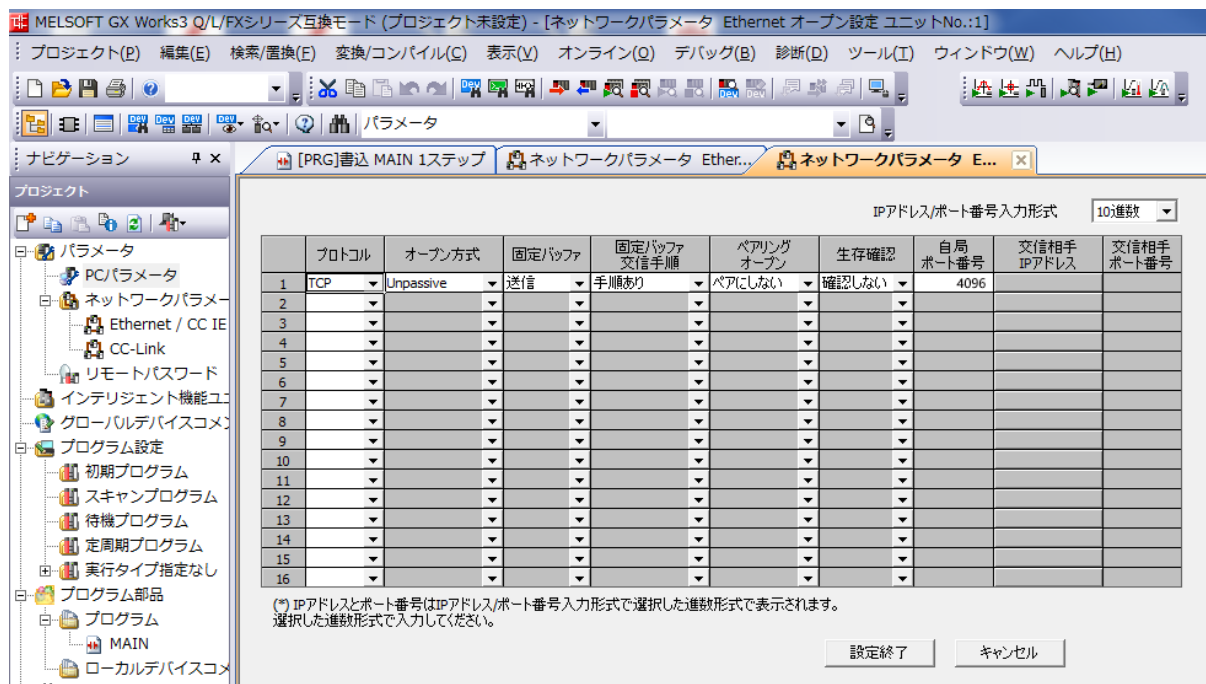 MELSOFT GX Works3 Q/L/FXシリーズ互換モード (プロジェクト未設定) - [ネットワークパラメータ Ethernet オープン設定 ユニットNo.:1]
プロジェクト(P) 編集(E) 検索/置換(F) 変換/コンパイル(C) 表示(V) オンライン(O) デバッグ(B) 診断(D) ツール(T) ウィンドウ(W) ヘルプ(H)
パラメータ
ナビゲーション
[PRG]書込 MAIN 1ステップ ネットワークパラメータ Ether... ネットワークパラメータ E...
プロジェクト
IPアドレス/ポート番号入力形式 10進数
パラメータ
PCパラメータ
ネットワークパラメー
Ethernet / CC IE
CC-Link
リモートパスワード
インテリジェント機能ユニ
グローバルデバイスコメン
プログラム設定
初期プログラム
スキャンプログラム
待機プログラム
定周期プログラム
実行タイプ指定なし
プログラム部品
プログラム
MAIN
ローカルデバイスコメ
プロトコル オープン方式 固定バッファ 固定バッファ交信手順 ペアリングオープン 生存確認 自局ポート番号 交信相手IPアドレス 交信相手ポート番号
1 TCP Unpassive 送信 手順あり ペアにしない 確認しない 4096
2
3
4
5
6
7
8
9
10
11
12
13
14
15
16
(*) IPアドレスとポート番号はIPアドレス/ポート番号入力形式で選択した進数形式で表示されます。
選択した進数形式で入力してください。
設定終了 キャンセル